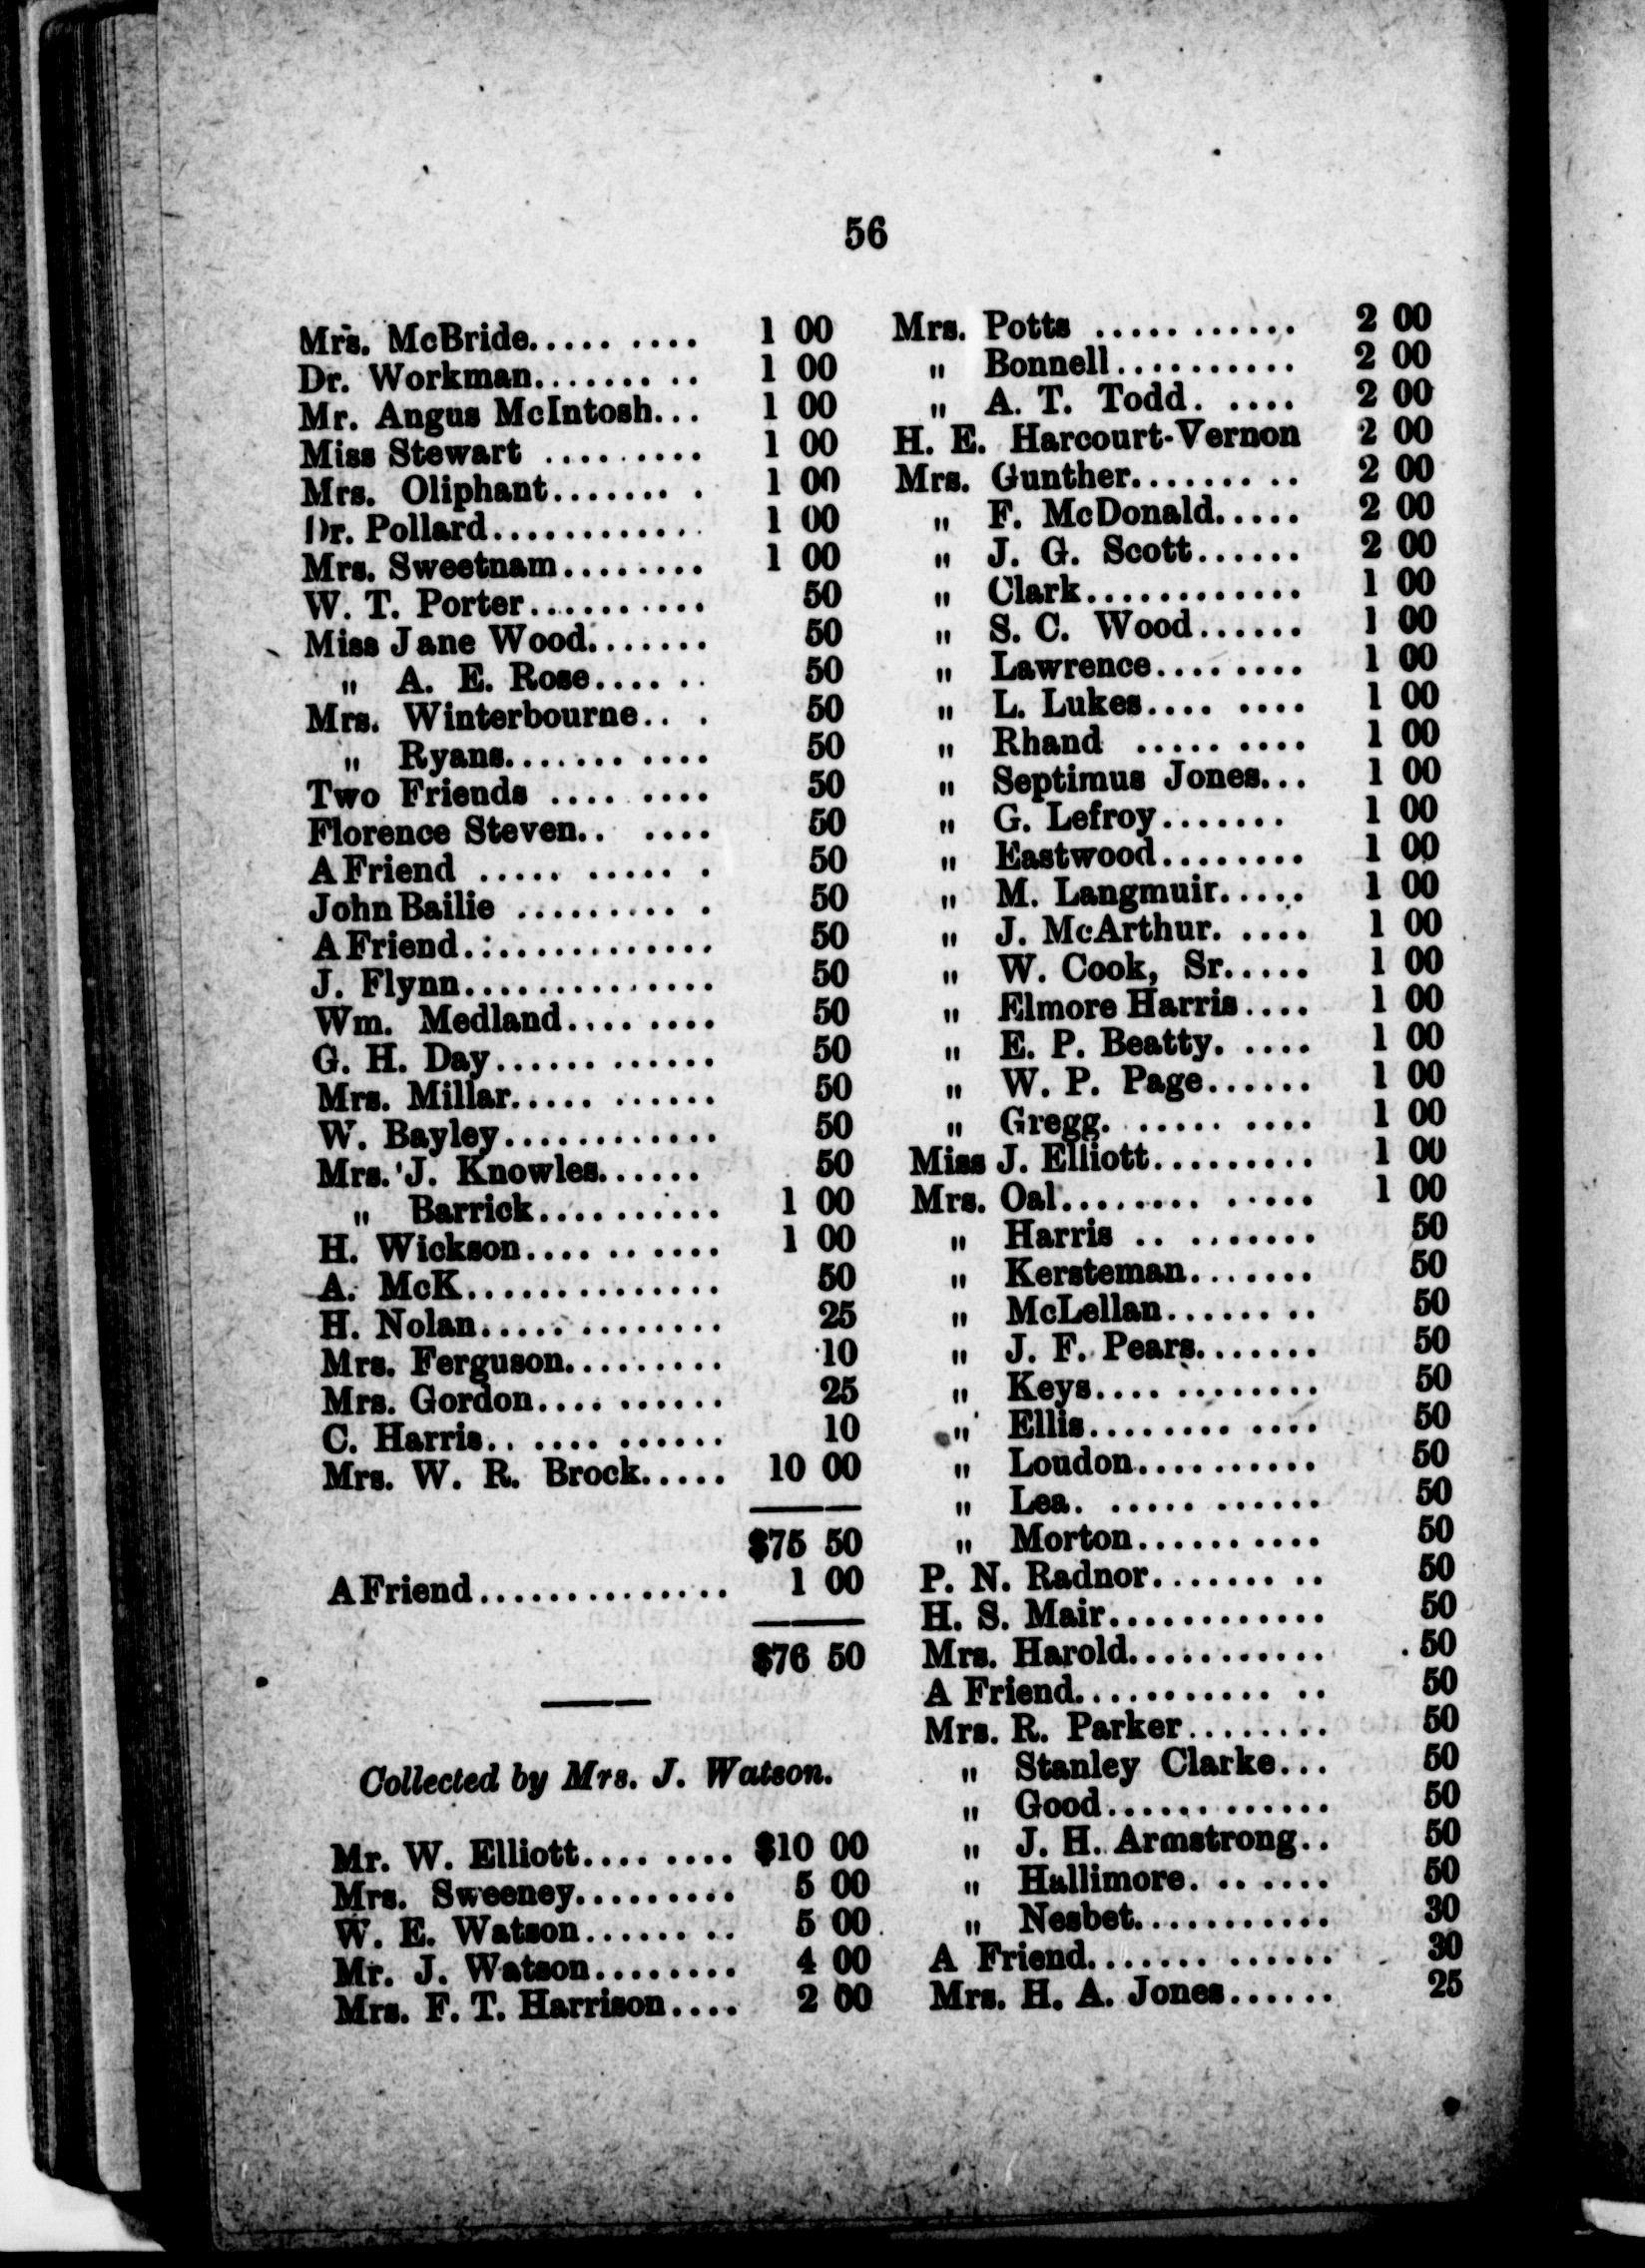 56
Mrs. McBride......... 1 00
Dr. Workman......... 1 00
Mr. Angus McIntosh... 1 00
Miss Stewart ......... 1 00
Mrs. Oliphant........ 1 00
Dr. Pollard............ 1 00
Mrs. Sweetnam........ 1 00
W. T. Porter........... 50
Miss Jane Wood....... 50
" A. E. Rose...... 50
Mrs. Winterbourne... 50
" Ryans........... 50
Two Friends ........ 50
Florence Steven...... 50
A Friend ........... 50
John Bailie .......... 50
A Friend.............. 50
J. Flynn.............. 50
Wm. Medland........ 50
G. H. Day............ 50
Mrs. Millar........... 50
W. Bayley............ 50
Mrs. J. Knowles...... 50
" Barrick.......... 1 00
H. Wickson.......... 1 00
A. McK.............. 50
H. Nolan............. 25
Mrs. Ferguson......... 10
Mrs. Gordon.......... 25
C. Harris............ 10
Mrs. W. R. Brock..... 10 00
$75 50
A Friend.............. 1 00
$76 50
Collected by Mrs. J. Watson.
Mr. W. Elliott........ $10 00
Mrs. Sweeney......... 5 00
W. E. Watson........ 5 00
Mr. J. Watson........ 4 00
Mrs. F. T. Harrison.... 2 00
Mrs. Potts ........... 2 00
" Bonnell.......... 2 00
" A. T. Todd..... 2 00
H. E. Harcourt-Vernon 2 00
Mrs. Gunther......... 2 00
" F. McDonald..... 2 00
" J. G. Scott...... 2 00
" Clark............ 1 00
" S. C. Wood...... 1 00
" Lawrence........ 1 00
" L. Lukes........ 1 00
" Rhand ......... 1 00
" Septimus Jones... 1 00
" G. Lefroy....... 1 00
" Eastwood........ 1 00
" M. Langmuir..... 1 00
" J. McArthur..... 1 00
" W. Cook, Sr..... 1 00
" Elmore Harris.... 1 00
" E. P. Beatty..... 1 00
" W. P. Page...... 1 00
" Gregg.......... 1 00
Miss J. Elliott......... 1 00
Mrs. Oal............. 1 00
" Harris ......... 50
" Kersteman....... 50
" McLellan........ 50
" J. F. Pears....... 50
" Keys............ 50
" Ellis............ 50
" Loudon.......... 50
" Lea............ 50
" Morton.......... 50
P. N. Radnor......... 50
H. S. Mair............ 50
Mrs. Harold........... 50
A Friend............. 50
Mrs. R. Parker........ 50
" Stanley Clarke... 50
" Good............ 50
" J. H. Armstrong.. 50
" Hallimore....... 50
" Nesbet........... 30
A Friend............. 30
Mrs. H. A. Jones...... 25